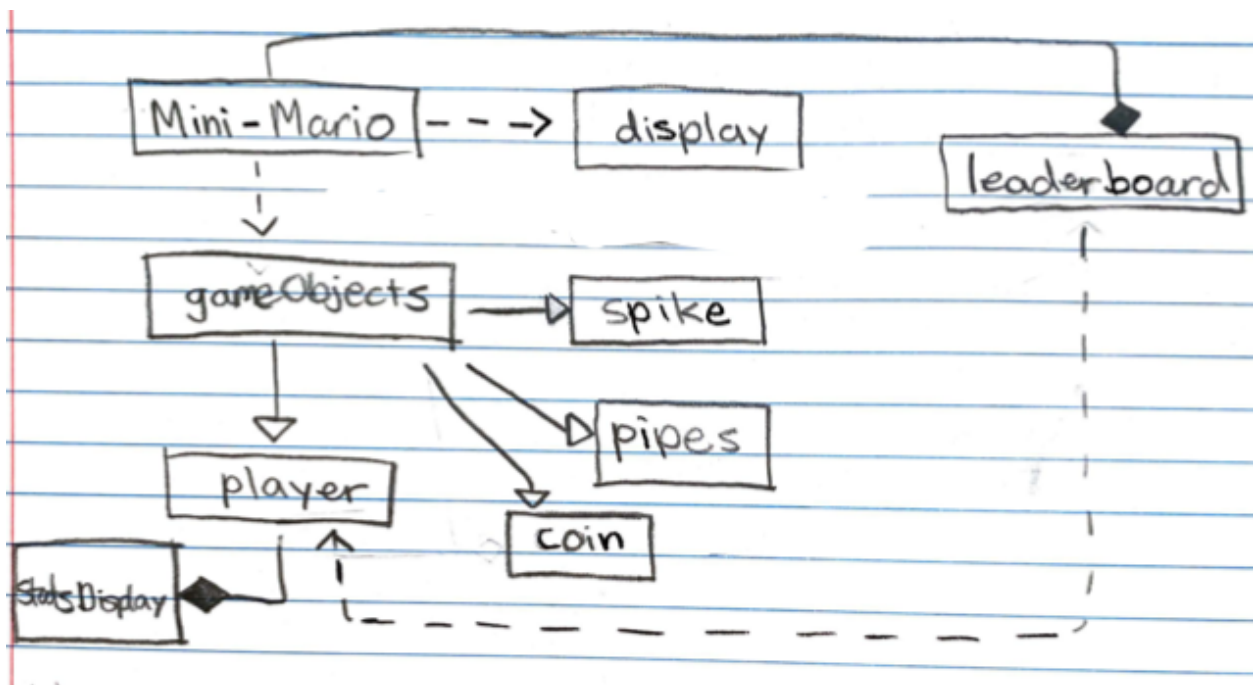 Mini-Mario
display
leaderboard
gameObjects
spike
pipes
player
coin
statsDisplay